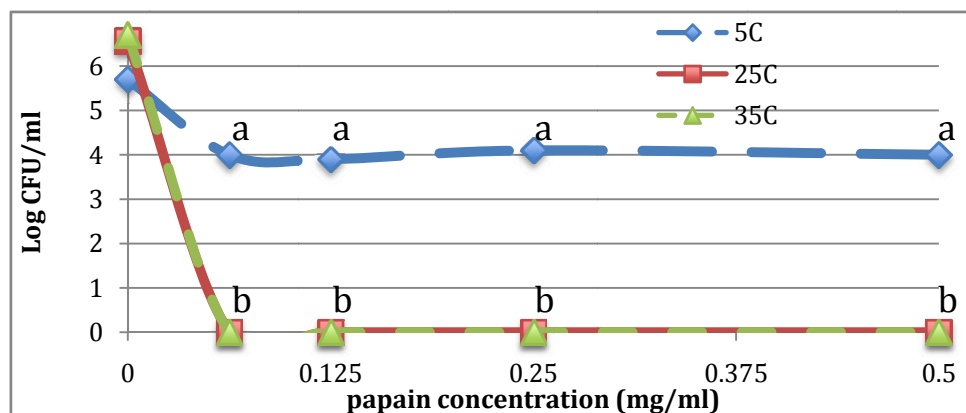 5C
25C
35C
Log CFU/ml
6
5
4
3
2
1
0
a a a a
b b b b
0 0.125 0.25 0.375 0.5
papain concentration (mg/ml)